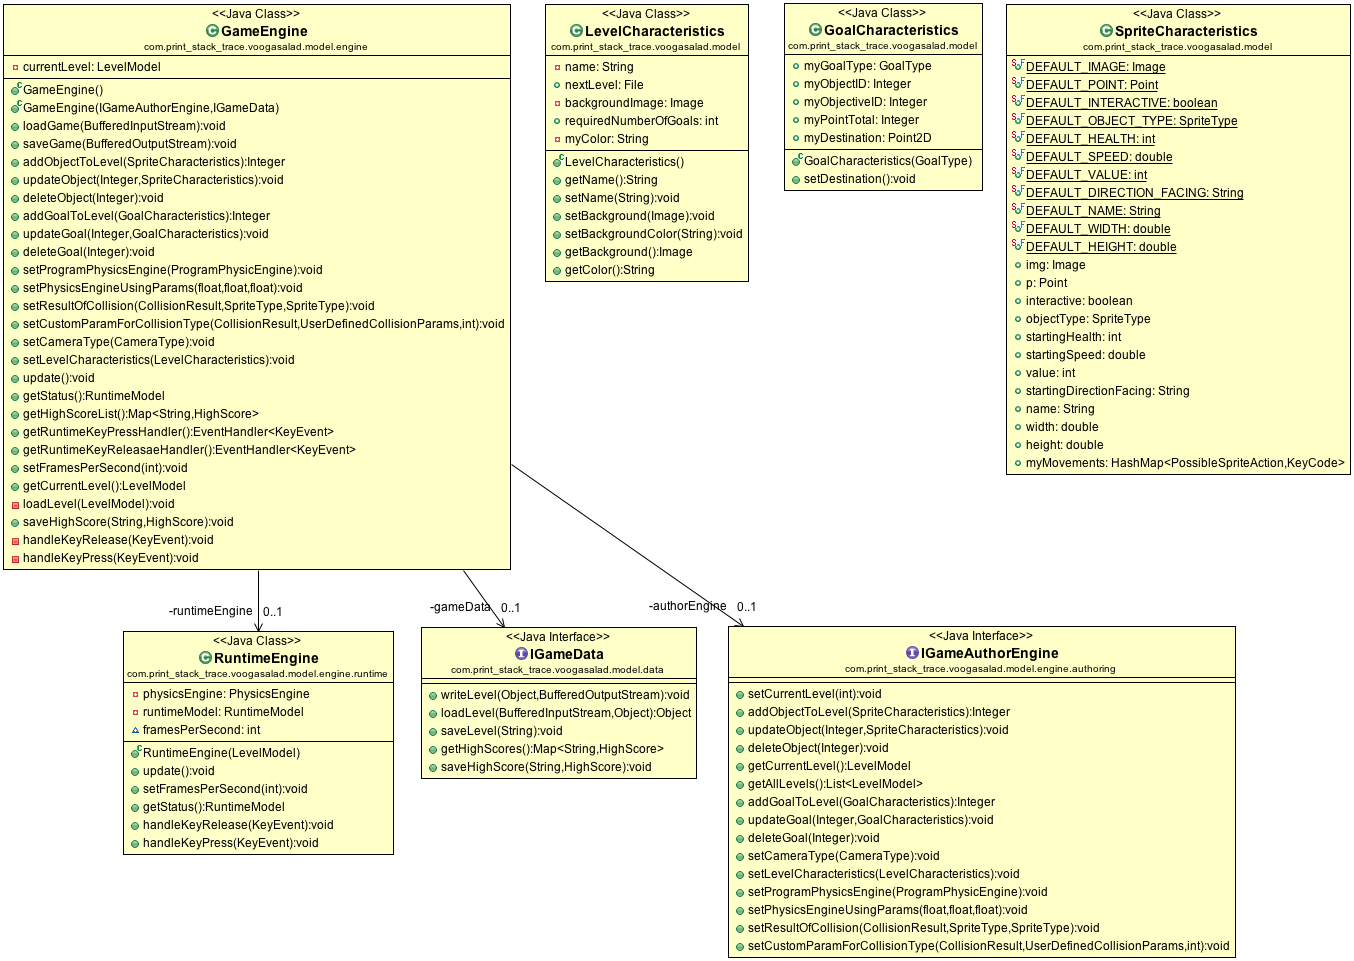 <<Java Class>>
GameEngine
com.print_stack_trace.voogasalad.model.engine
currentLevel: LevelModel
GameEngine()
GameEngine(IGameAuthorEngine,IGameData)
loadGame(BufferedInputStream):void
saveGame(BufferedOutputStream):void
addObjectToLevel(SpriteCharacteristics):Integer
updateObject(Integer,SpriteCharacteristics):void
deleteObject(Integer):void
addGoalToLevel(GoalCharacteristics):Integer
updateGoal(Integer,GoalCharacteristics):void
deleteGoal(Integer):void
setProgramPhysicsEngine(ProgramPhysicEngine):void
setPhysicsEngineUsingParams(float,float,float):void
setResultOfCollision(CollisionResult,SpriteType,SpriteType):void
setCustomParamForCollisionType(CollisionResult,UserDefinedCollisionParams,int):void
setCameraType(CameraType):void
setLevelCharacteristics(LevelCharacteristics):void
update():void
getStatus():RuntimeModel
getHighScoreList():Map<String,HighScore>
getRuntimeKeyPressHandler():EventHandler<KeyEvent>
getRuntimeKeyReleasaeHandler():EventHandler<KeyEvent>
setFramesPerSecond(int):void
getCurrentLevel():LevelModel
loadLevel(LevelModel):void
saveHighScore(String,HighScore):void
handleKeyRelease(KeyEvent):void
handleKeyPress(KeyEvent):void
<<Java Class>>
LevelCharacteristics
com.print_stack_trace.voogasalad.model
name: String
nextLevel: File
backgroundImage: Image
requiredNumberOfGoals: int
myColor: String
LevelCharacteristics()
getName():String
setName(String):void
setBackground(Image):void
setBackgroundColor(String):void
getBackground():Image
getColor():String
<<Java Class>>
GoalCharacteristics
com.print_stack_trace.voogasalad.model
myGoalType: GoalType
myObjectID: Integer
myObjectiveID: Integer
myPointTotal: Integer
myDestination: Point2D
GoalCharacteristics(GoalType)
setDestination():void
<<Java Class>>
SpriteCharacteristics
com.print_stack_trace.voogasalad.model
DEFAULT_IMAGE: Image
DEFAULT_POINT: Point
DEFAULT_INTERACTIVE: boolean
DEFAULT_OBJECT_TYPE: SpriteType
DEFAULT_HEALTH: int
DEFAULT_SPEED: double
DEFAULT_VALUE: int
DEFAULT_DIRECTION_FACING: String
DEFAULT_NAME: String
DEFAULT_WIDTH: double
DEFAULT_HEIGHT: double
img: Image
p: Point
interactive: boolean
objectType: SpriteType
startingHealth: int
startingSpeed: double
value: int
startingDirectionFacing: String
name: String
width: double
height: double
myMovements: HashMap<PossibleSpriteAction,KeyCode>
-runtimeEngine 0..1
-gameData 0..1
-authorEngine 0..1
<<Java Class>>
RuntimeEngine
com.print_stack_trace.voogasalad.model.engine.runtime
physicsEngine: PhysicsEngine
runtimeModel: RuntimeModel
framesPerSecond: int
RuntimeEngine(LevelModel)
update():void
setFramesPerSecond(int):void
getStatus():RuntimeModel
handleKeyRelease(KeyEvent):void
handleKeyPress(KeyEvent):void
<<Java Interface>>
IGameData
com.print_stack_trace.voogasalad.model.data
writeLevel(Object,BufferedOutputStream):void
loadLevel(BufferedInputStream,Object):Object
saveLevel(String):void
getHighScores():Map<String,HighScore>
saveHighScore(String,HighScore):void
<<Java Interface>>
IGameAuthorEngine
com.print_stack_trace.voogasalad.model.engine.authoring
setCurrentLevel(int):void
addObjectToLevel(SpriteCharacteristics):Integer
updateObject(Integer,SpriteCharacteristics):void
deleteObject(Integer):void
getCurrentLevel():LevelModel
getAllLevels():List<LevelModel>
addGoalToLevel(GoalCharacteristics):Integer
updateGoal(Integer,GoalCharacteristics):void
deleteGoal(Integer):void
setCameraType(CameraType):void
setLevelCharacteristics(LevelCharacteristics):void
setProgramPhysicsEngine(ProgramPhysicEngine):void
setPhysicsEngineUsingParams(float,float,float):void
setResultOfCollision(CollisionResult,SpriteType,SpriteType):void
setCustomParamForCollisionType(CollisionResult,UserDefinedCollisionParams,int):void